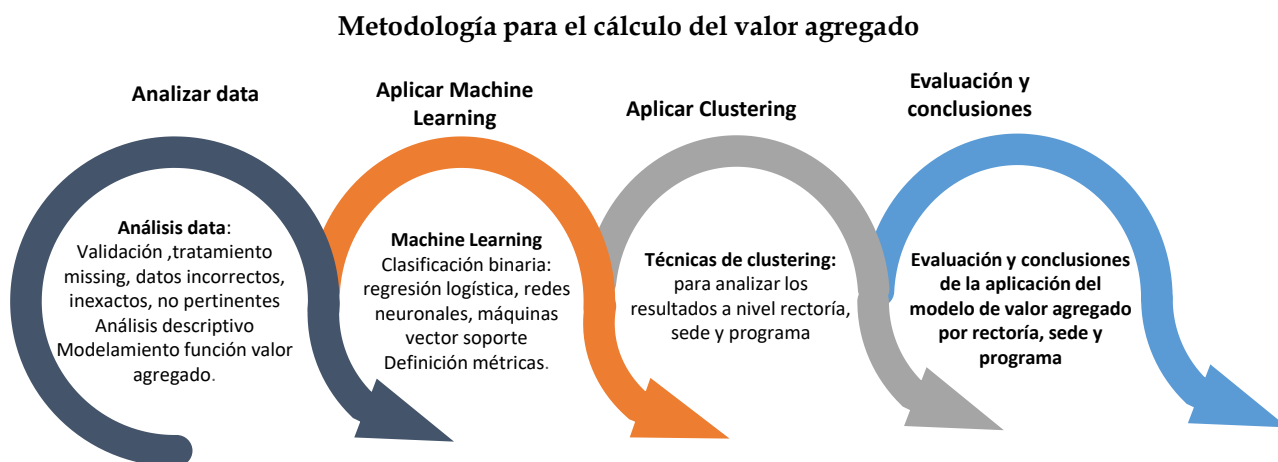 Metodología para el cálculo del valor agregado
Analizar data
Análisis data:
Validación ,tratamiento
missing, datos incorrectos,
inexactos, no pertinentes
Análisis descriptivo
Modelamiento función valor
agregado.
Aplicar Machine
Learning
Machine Learning
Clasificación binaria:
regresión logística, redes
neuronales, máquinas
vector soporte
Definición métricas.
Aplicar Clustering
Técnicas de clustering:
para analizar los
resultados a nivel rectoría,
sede y programa
Evaluación y
conclusiones
Evaluación y conclusiones
de la aplicación del
modelo de valor agregado
por rectoría, sede y
programa